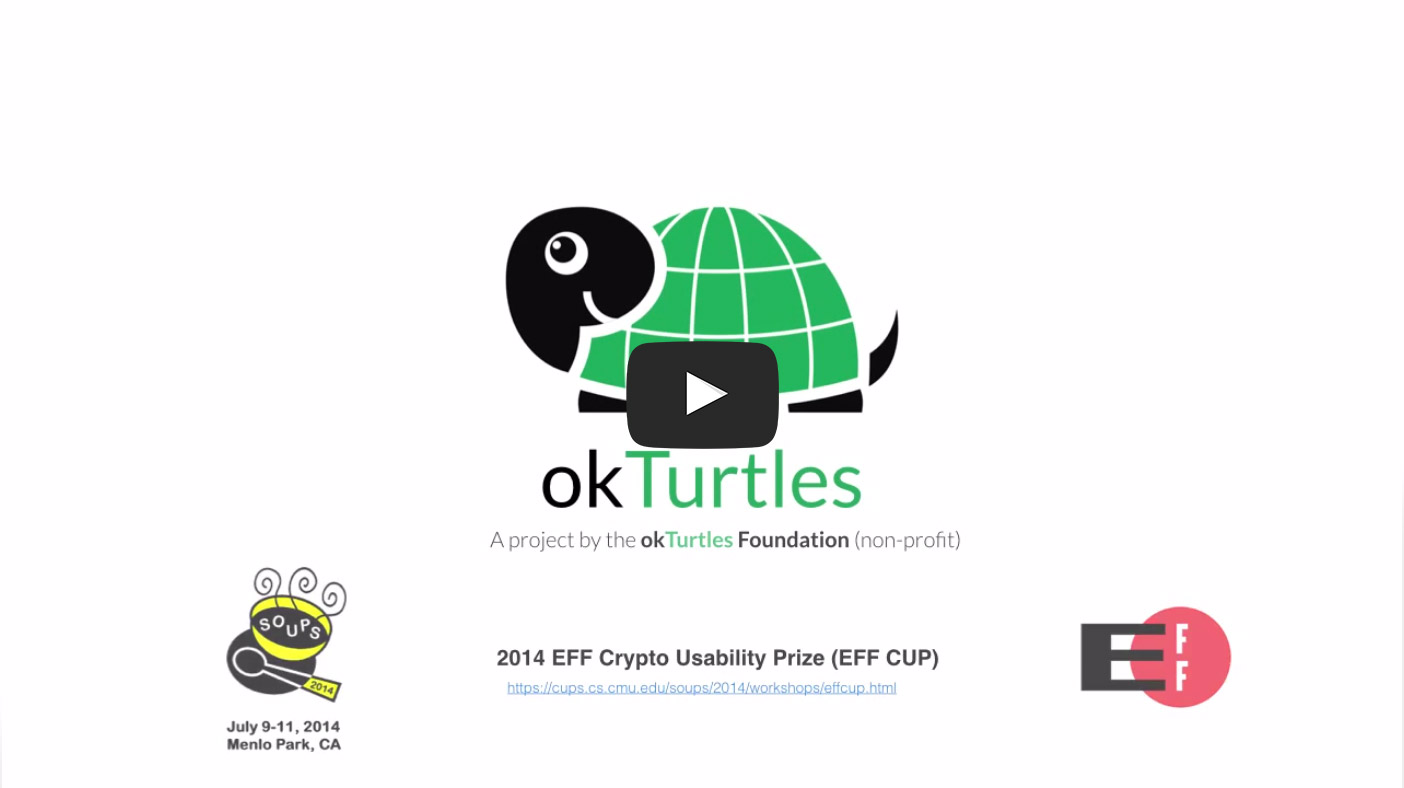 okTurtles
A project by the okTurtles Foundation (non-profit)
SOUPS
2014
July 9-11, 2014
Menlo Park, CA
2014 EFF Crypto Usability Prize (EFF CUP)
https://cups.cs.cmu.edu/soups/2014/workshops/effcup.html
EFF